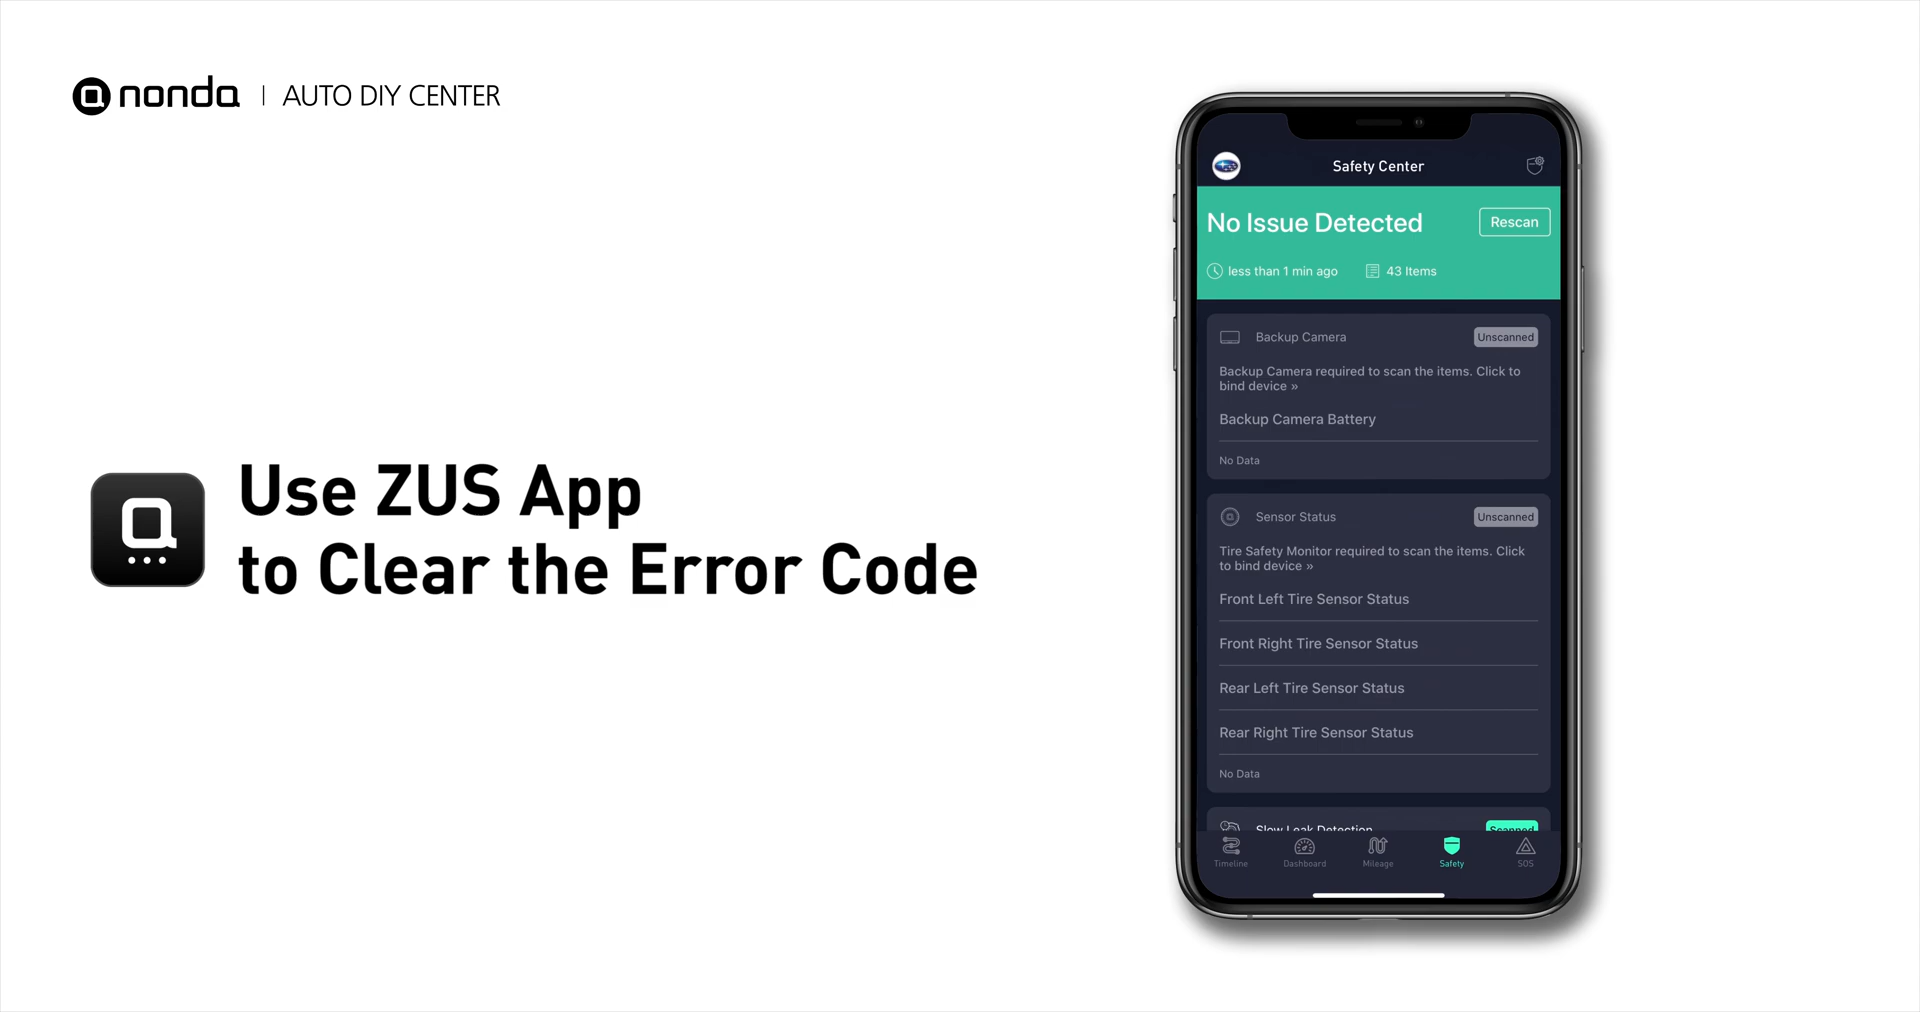 nonda | AUTO DIY CENTER
Use ZUS App
to Clear the Error Code
Safety Center
No Issue Detected
Rescan
less than 1 min ago
43 Items
Backup Camera
Unscanned
Backup Camera required to scan the items. Click to
bind device »
Backup Camera Battery
No Data
Sensor Status
Unscanned
Tire Safety Monitor required to scan the items. Click
to bind device »
Front Left Tire Sensor Status
Front Right Tire Sensor Status
Rear Left Tire Sensor Status
Rear Right Tire Sensor Status
No Data
Slow Leak Detection
Scanned
Timeline
Dashboard
Mileage
Safety
SOS